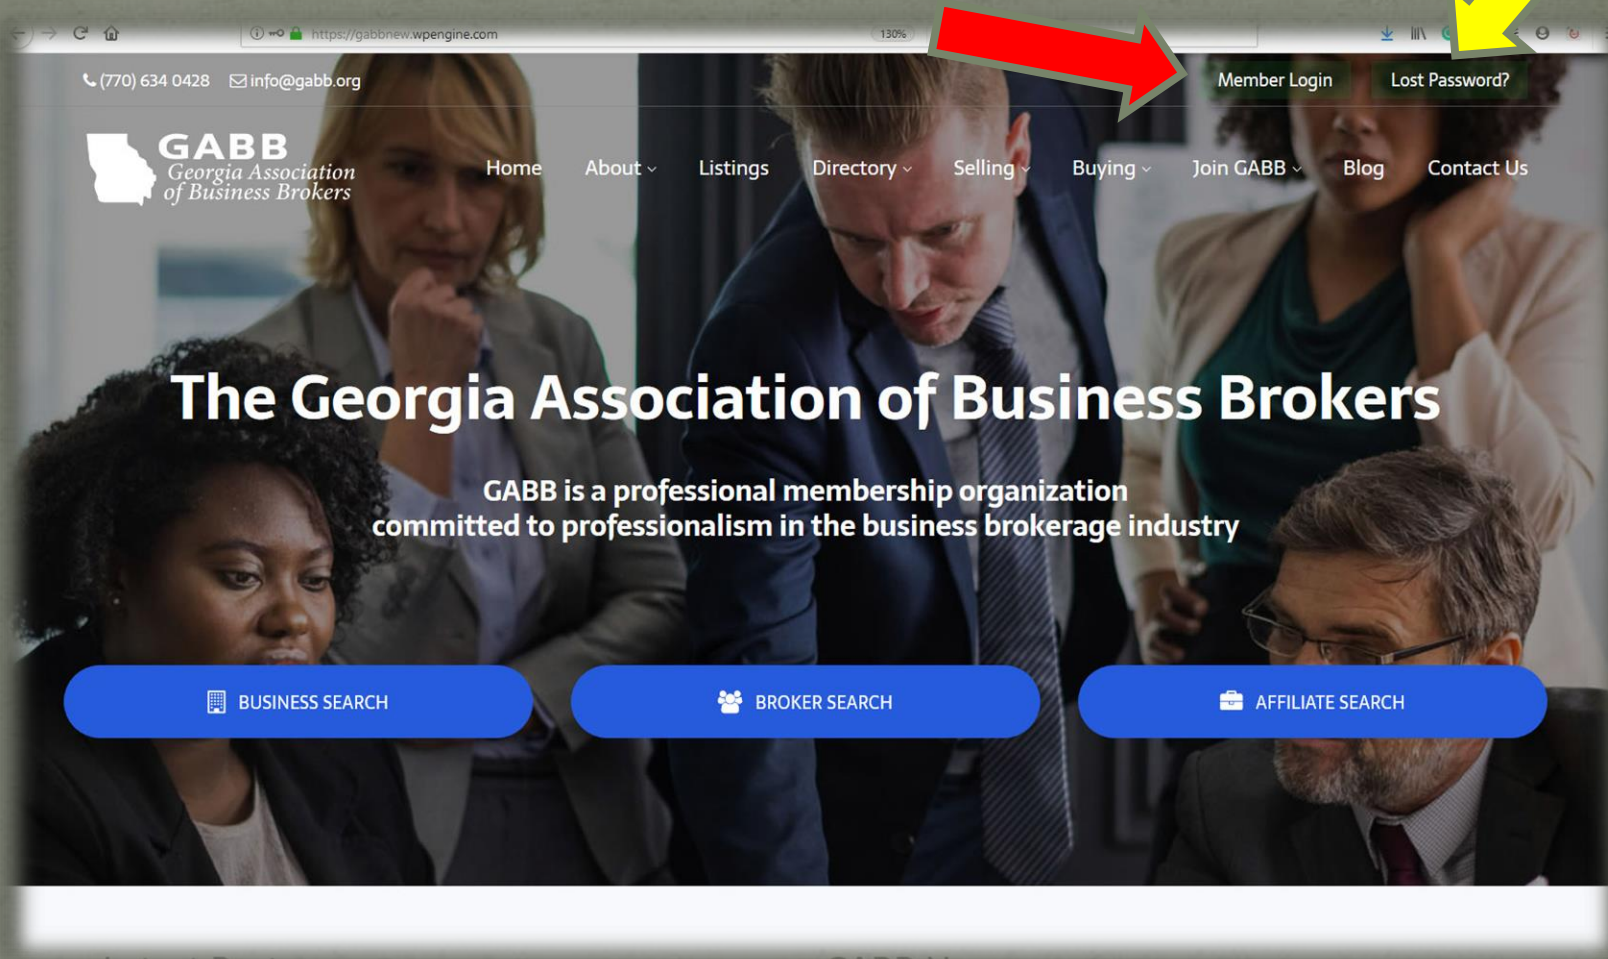 https://gabbnew.wpengine.com
130%
(770) 634 0428 info@gabb.org
Member Login Lost Password?
GABB
Georgia Association
of Business Brokers
Home About Listings Directory Selling Buying Join GABB Blog Contact Us
The Georgia Association of Business Brokers
GABB is a professional membership organization
committed to professionalism in the business brokerage industry
BUSINESS SEARCH BROKER SEARCH AFFILIATE SEARCH